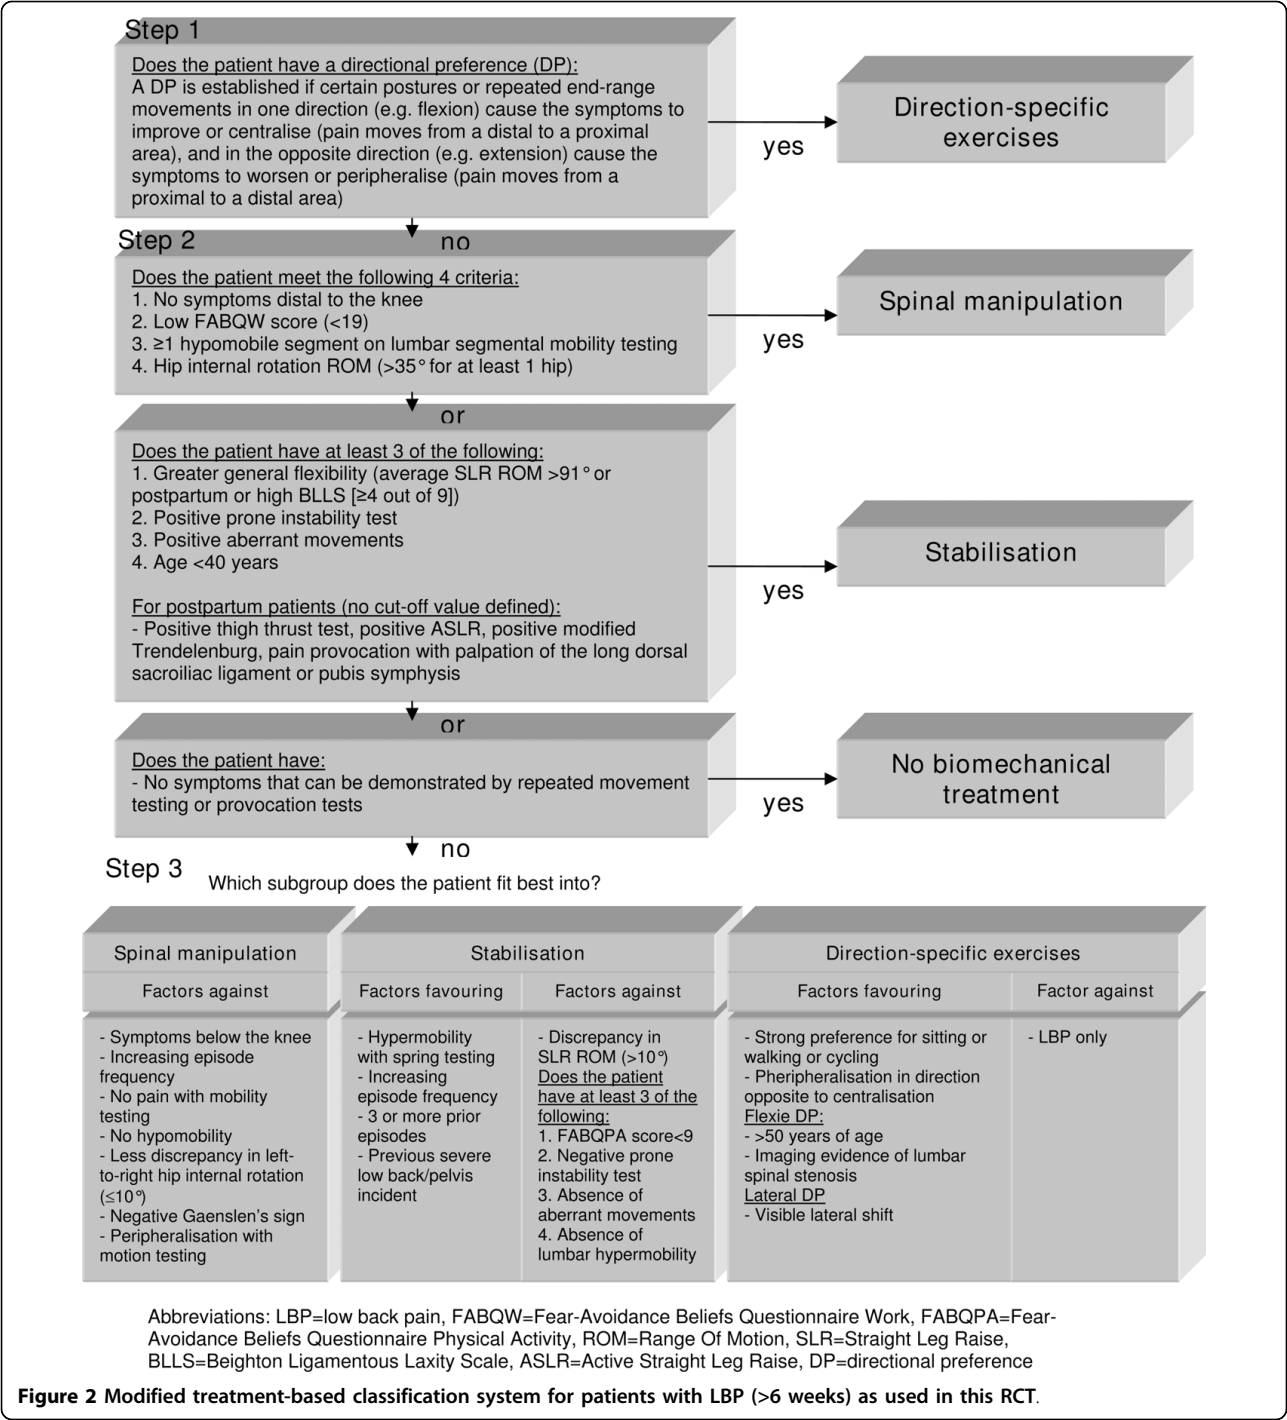 Step 1
Does the patient have a directional preference (DP):
A DP is established if certain postures or repeated end-range
movements in one direction (e.g. flexion) cause the symptoms to
improve or centralise (pain moves from a distal to a proximal
area), and in the opposite direction (e.g. extension) cause the
symptoms to worsen or peripheralise (pain moves from a
proximal to a distal area)
yes
Direction-specific
exercises
no
Step 2
Does the patient meet the following 4 criteria:
1. No symptoms distal to the knee
2. Low FABQW score (<19)
3. ≥1 hypomobile segment on lumbar segmental mobility testing
4. Hip internal rotation ROM (>35° for at least 1 hip)
yes
Spinal manipulation
or
Does the patient have at least 3 of the following:
1. Greater general flexibility (average SLR ROM >91° or
postpartum or high BLLS [≥4 out of 9])
2. Positive prone instability test
3. Positive aberrant movements
4. Age <40 years
For postpartum patients (no cut-off value defined):
- Positive thigh thrust test, positive ASLR, positive modified
Trendelenburg, pain provocation with palpation of the long dorsal
sacroiliac ligament or pubis symphysis
yes
Stabilisation
or
Does the patient have:
- No symptoms that can be demonstrated by repeated movement
testing or provocation tests
yes
No biomechanical
treatment
no
Step 3
Which subgroup does the patient fit best into?
Spinal manipulation
Factors against
- Symptoms below the knee
- Increasing episode
frequency
- No pain with mobility
testing
- No hypomobility
- Less discrepancy in left-
to-right hip internal rotation
(≤10°)
- Negative Gaenslen's sign
- Peripheralisation with
motion testing
Stabilisation
Factors favouring
- Hypermobility
with spring testing
- Increasing
episode frequency
- 3 or more prior
episodes
- Previous severe
low back/pelvis
incident
Factors against
- Discrepancy in
SLR ROM (>10°)
Does the patient
have at least 3 of the
following:
1. FABQPA score<9
2. Negative prone
instability test
3. Absence of
aberrant movements
4. Absence of
lumbar hypermobility
Direction-specific exercises
Factors favouring
- Strong preference for sitting or
walking or cycling
- Pheripheralisation in direction
opposite to centralisation
Flexie DP:
- >50 years of age
- Imaging evidence of lumbar
spinal stenosis
Lateral DP
- Visible lateral shift
Factor against
- LBP only
Abbreviations: LBP=low back pain, FABQW=Fear-Avoidance Beliefs Questionnaire Work, FABQPA=Fear-
Avoidance Beliefs Questionnaire Physical Activity, ROM=Range Of Motion, SLR=Straight Leg Raise,
BLLS=Beighton Ligamentous Laxity Scale, ASLR=Active Straight Leg Raise, DP=directional preference
Figure 2 Modified treatment-based classification system for patients with LBP (>6 weeks) as used in this RCT.